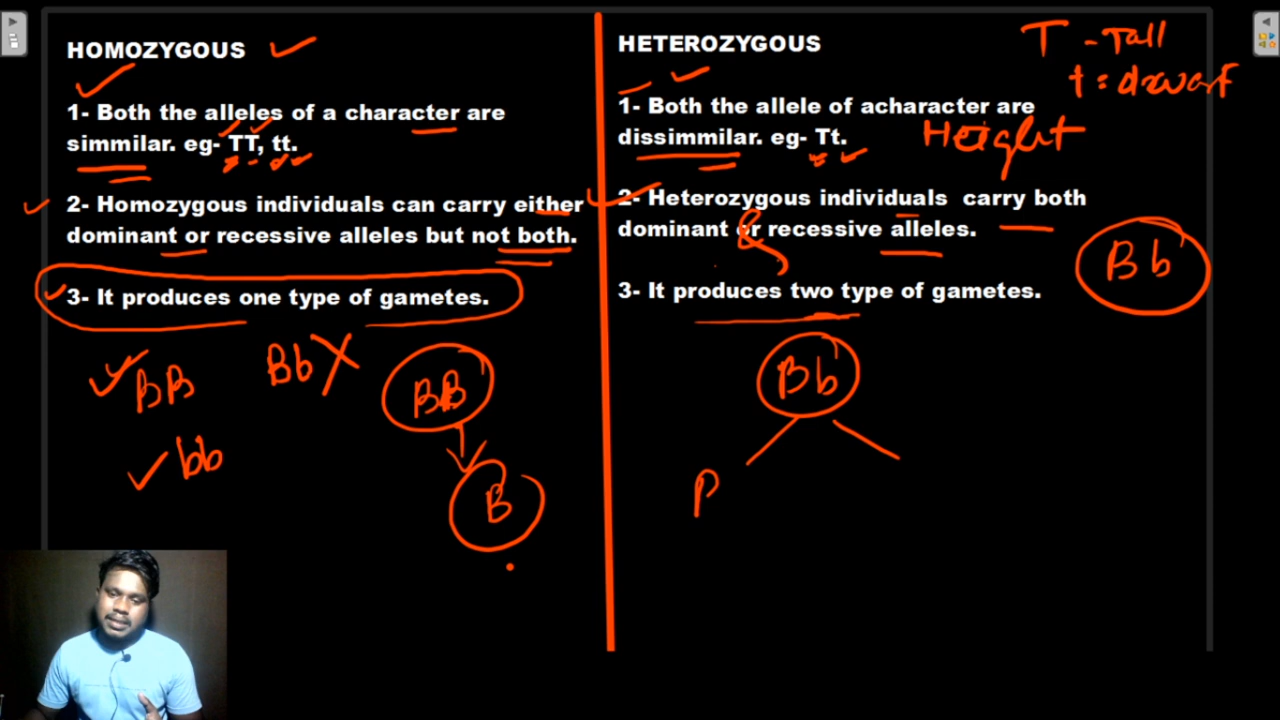 HOMOZYGOUS
1- Both the alleles of a character are
simmilar. eg- TT, tt.
2- Homozygous individuals can carry either
dominant or recessive alleles but not both.
3- It produces one type of gametes.
BB
Bb
BB
bb
B
HETEROZYGOUS
T - Tall
t = dwarf
1- Both the allele of acharacter are
dissimmilar. eg- Tt.
Height
2- Heterozygous individuals carry both
dominant or recessive alleles.
&
Bb
3- It produces two type of gametes.
Bb